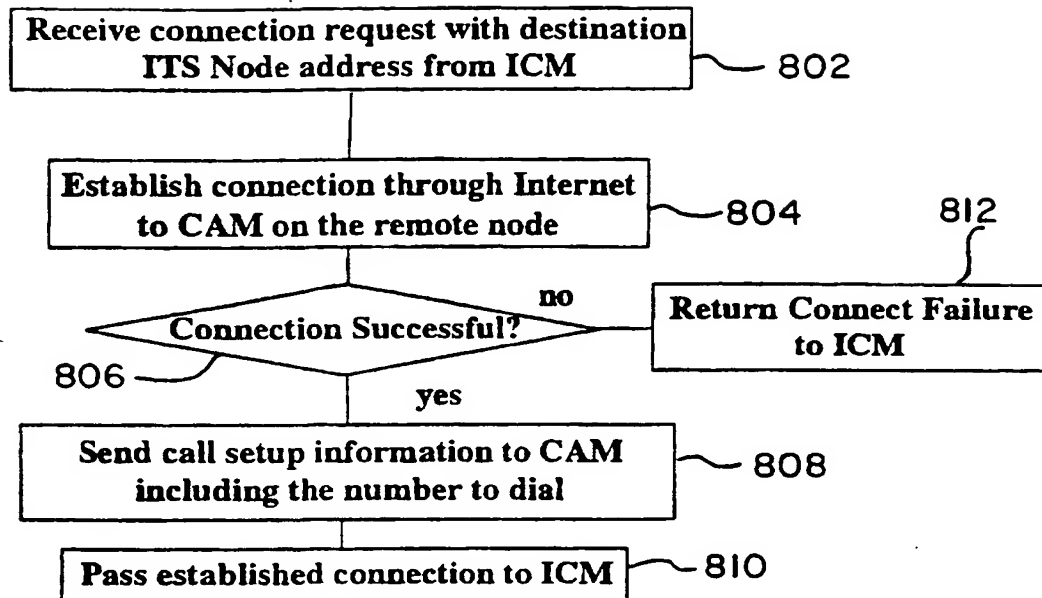 Receive connection request with destination
ITS Node address from ICM
802
Establish connection through Internet
to CAM on the remote node
804
812
Connection Successful?
no
Return Connect Failure
to ICM
806
yes
Send call setup information to CAM
including the number to dial
808
Pass established connection to ICM
810